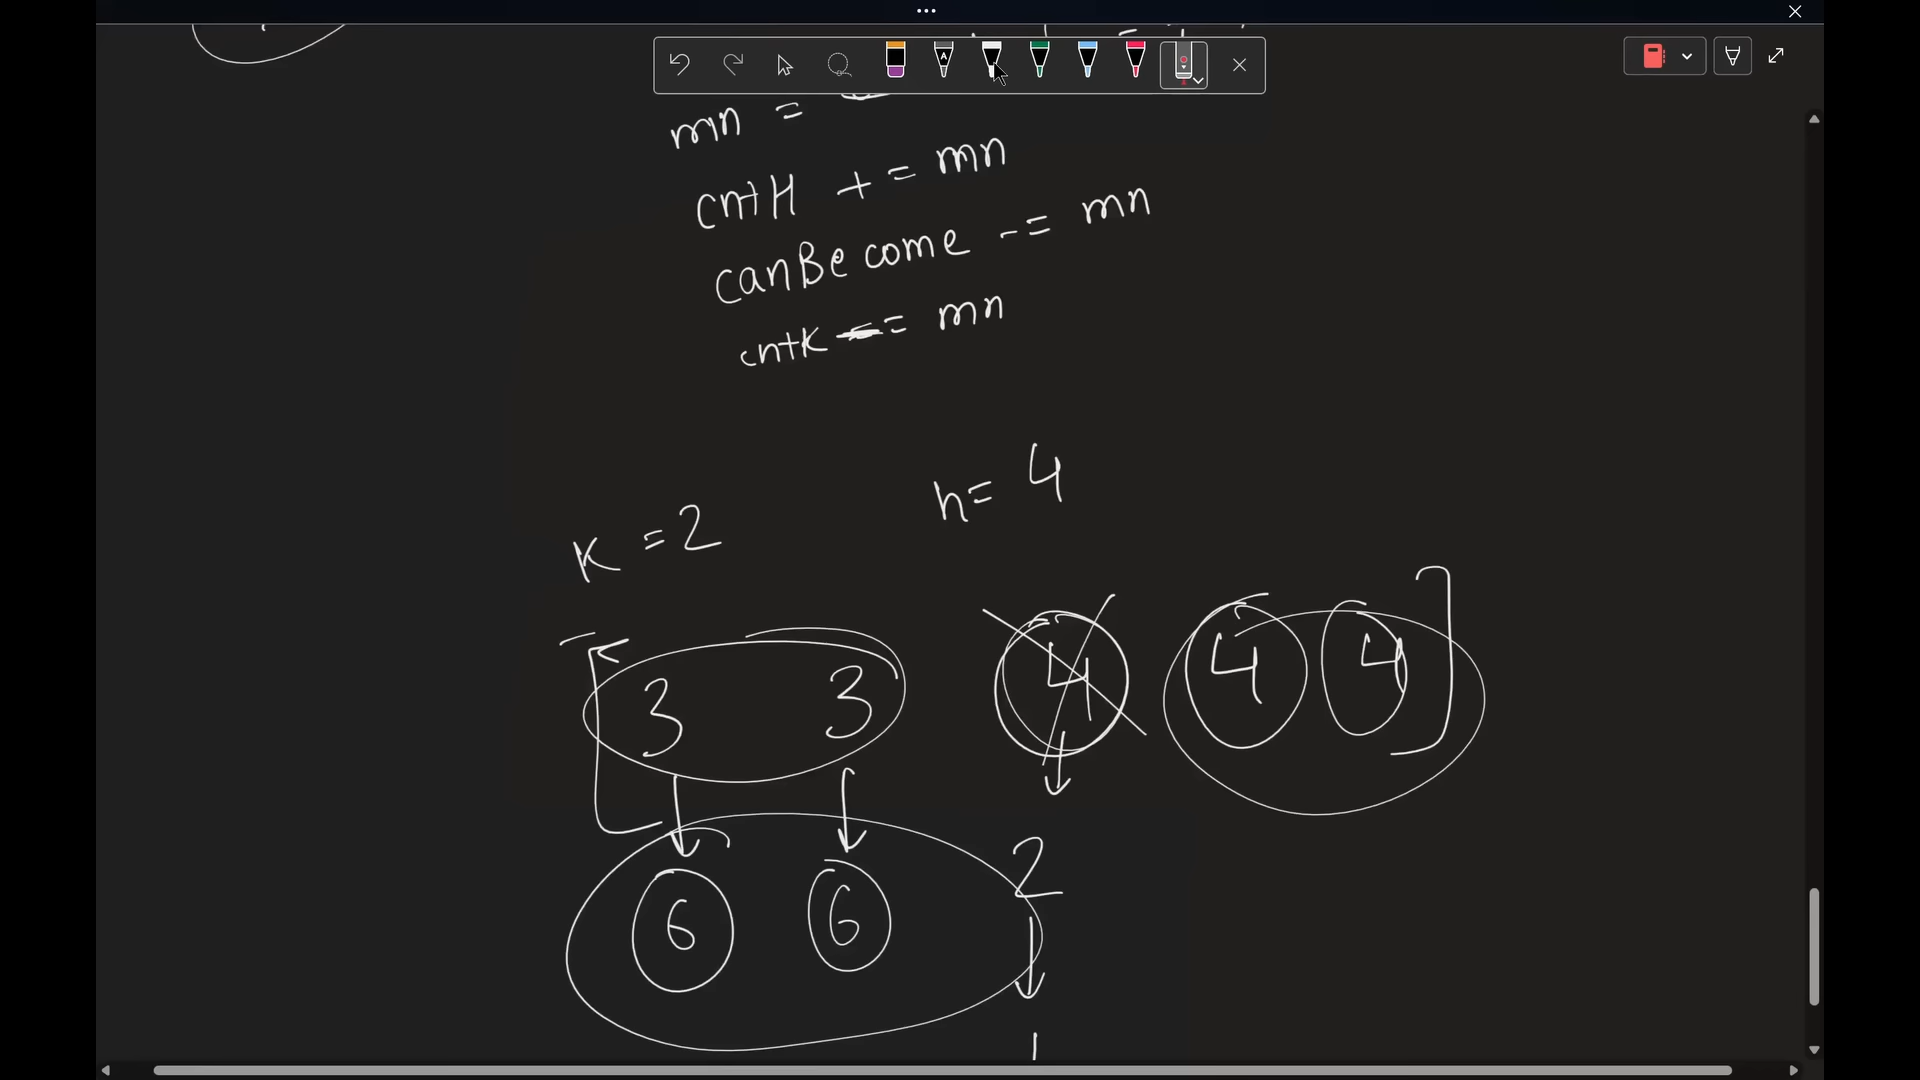 mn =
cntH += mn
canBecome -= mn
cntK -= mn
h= 4
K = 2
3 3 4 4 4
6 6 2
1